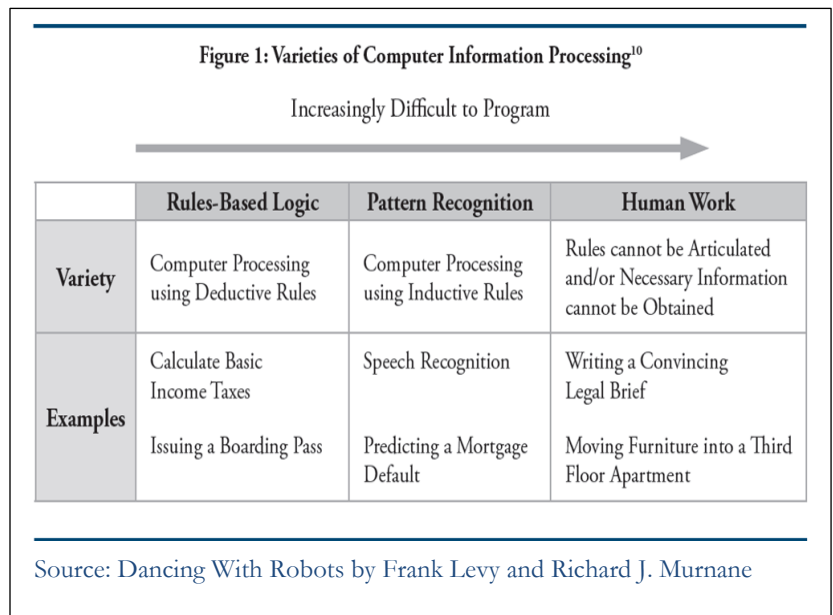 Figure 1: Varieties of Computer Information Processing¹⁰
Increasingly Difficult to Program
Rules-Based Logic
Pattern Recognition
Human Work
Variety
Computer Processing
using Deductive Rules
Computer Processing
using Inductive Rules
Rules cannot be Articulated
and/or Necessary Information
cannot be Obtained
Examples
Calculate Basic
Income Taxes
Speech Recognition
Writing a Convincing
Legal Brief
Issuing a Boarding Pass
Predicting a Mortgage
Default
Moving Furniture into a Third
Floor Apartment
Source: Dancing With Robots by Frank Levy and Richard J. Murnane